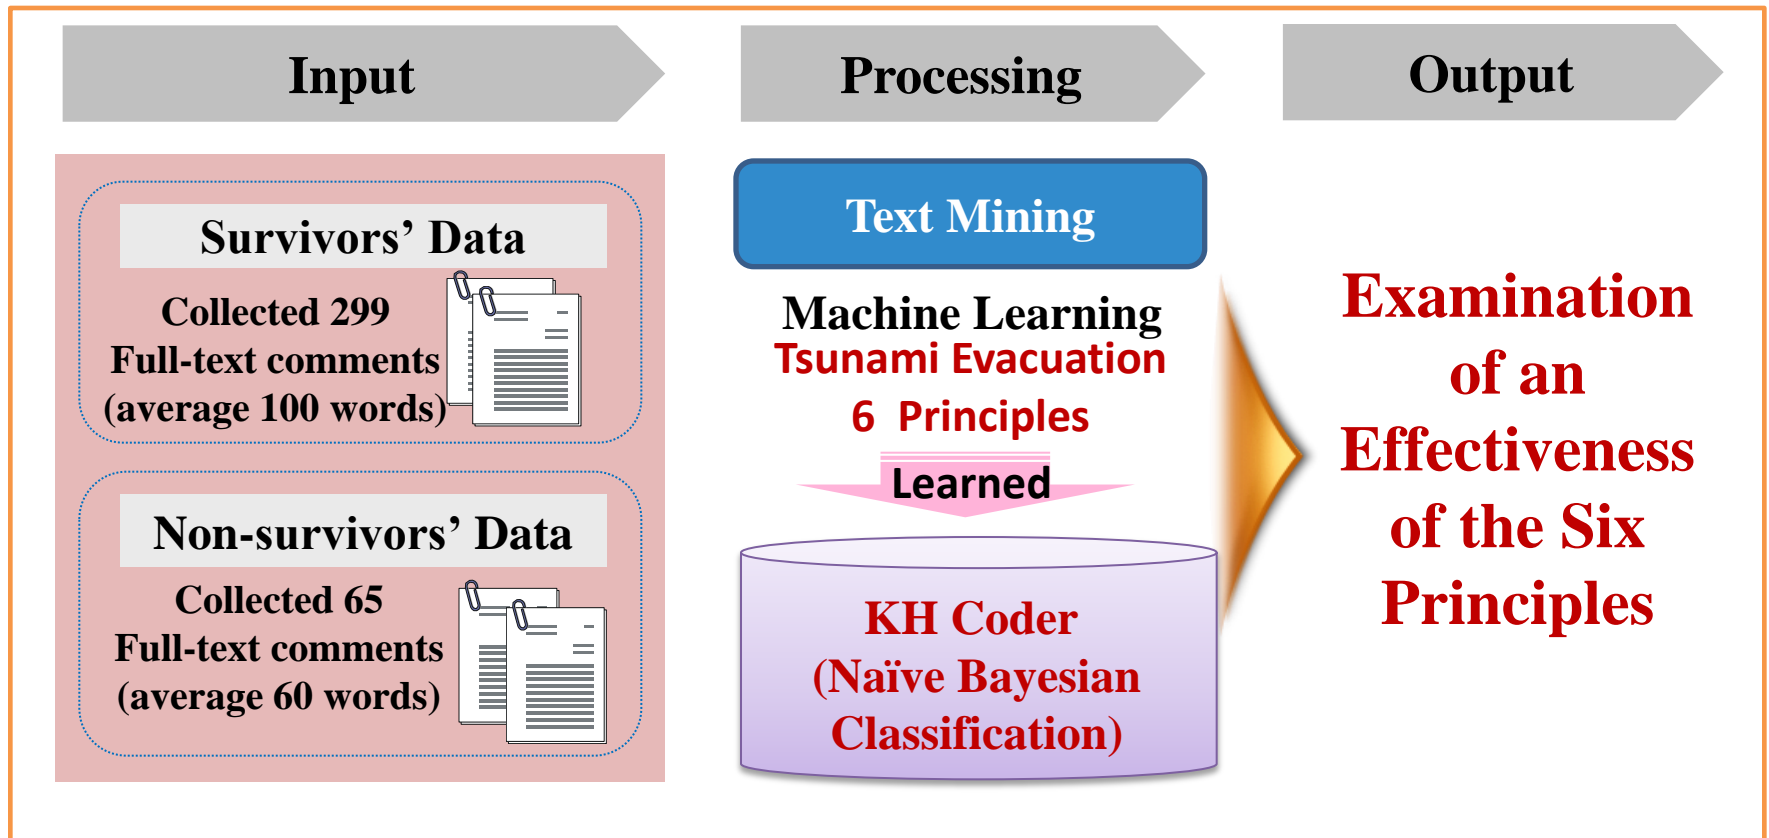 Input
Processing
Output
Survivors’ Data
Collected 299
Full-text comments
(average 100 words)
Non-survivors’ Data
Collected 65
Full-text comments
(average 60 words)
Text Mining
Machine Learning
Tsunami Evacuation
6 Principles
Learned
KH Coder
(Naïve Bayesian
Classification)
Examination
of an
Effectiveness
of the Six
Principles